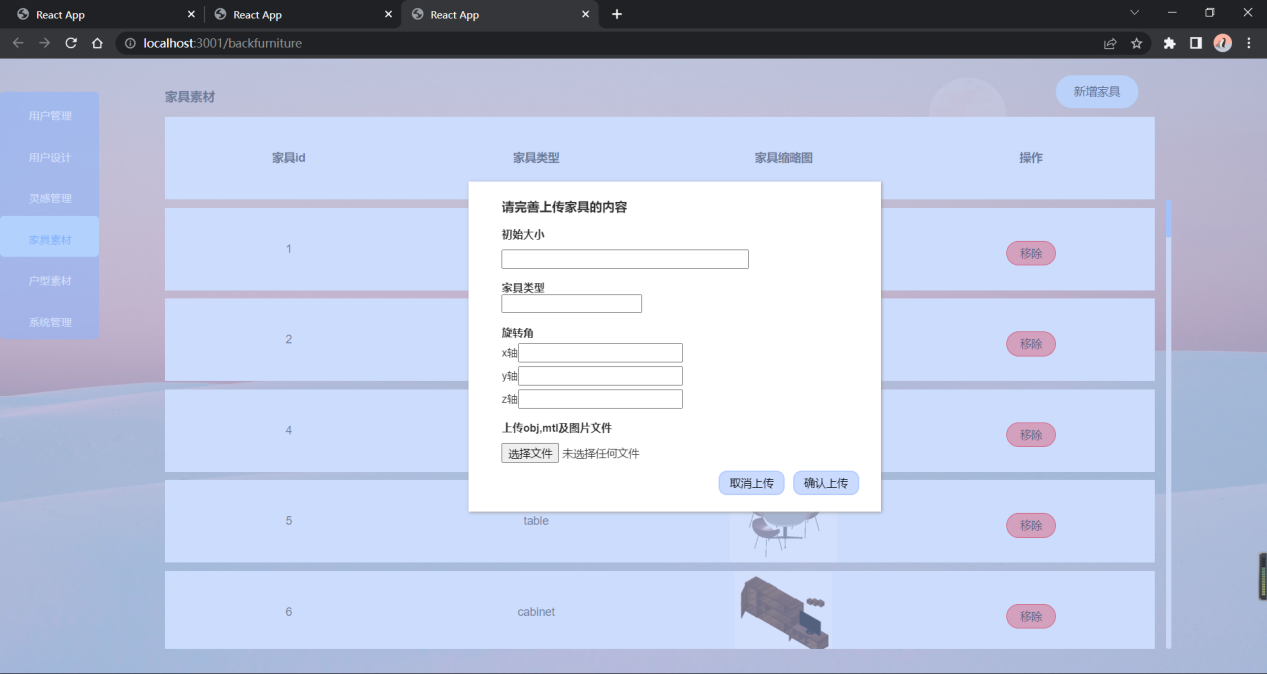 React App
React App
React App
localhost:3001/backfurniture
家具素材
新增家具
用户管理
用户设计
灵感管理
家具素材
户型素材
系统管理
家具id 家具类型 家具缩略图 操作
1 移除
2 移除
4 移除
5 table 移除
6 cabinet 移除
请完善上传家具的内容
初始大小
家具类型
旋转角
x轴
y轴
z轴
上传obj,mtl及图片文件
选择文件 未选择任何文件
取消上传 确认上传